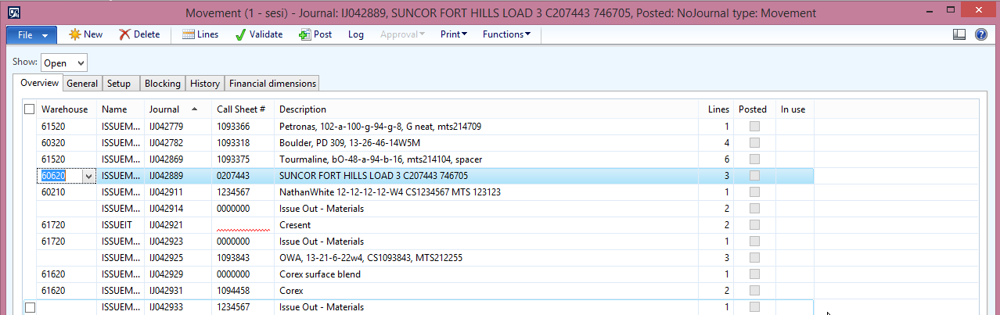 Movement (1 - sesi) - Journal: IJ042889, SUNCOR FORT HILLS LOAD 3 C207443 746705, Posted: NoJournal type: Movement
File New Delete Lines Validate Post Log Approval Print Functions
Show: Open
Overview General Setup Blocking History Financial dimensions
Warehouse Name Journal Call Sheet # Description Lines Posted In use
61520 ISSUEM... IJ042779 1093366 Petronas, 102-a-100-g-94-g-8, G neat, mts214709 1
60320 ISSUEM... IJ042782 1093318 Boulder, PD 309, 13-26-46-14W5M 4
61520 ISSUEM... IJ042869 1093375 Tourmaline, bO-48-a-94-b-16, mts214104, spacer 6
60620 ISSUEM... IJ042889 0207443 SUNCOR FORT HILLS LOAD 3 C207443 746705 3
60210 ISSUEM... IJ042911 1234567 NathanWhite 12-12-12-12-W4 CS1234567 MTS 123123 1
ISSUEM... IJ042914 0000000 Issue Out - Materials 2
61720 ISSUEIT IJ042921 Cresent 2
61720 ISSUEM... IJ042923 0000000 Issue Out - Materials 1
ISSUEM... IJ042925 1093843 OWA, 13-21-6-22w4, CS1093843, MTS212255 3
61620 ISSUEM... IJ042929 0000000 Corex surface blend 1
61620 ISSUEM... IJ042931 1094458 Corex 2
ISSUEM... IJ042933 1234567 Issue Out - Materials 1